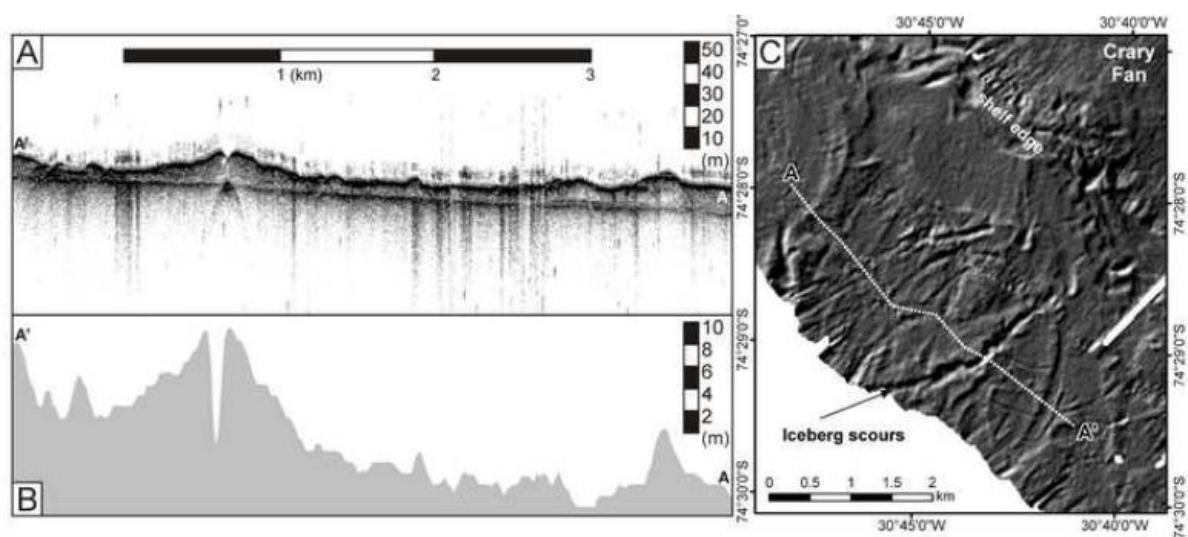 A
1 (km)
2
3
50
40
30
20
10
(m)
A'
A
B
A'
10
8
6
4
2
(m)
A
C
30°45'0"W
30°40'0"W
74°27'0"
74°28'0"S
74°28'0"S
74°29'0"S
74°29'0"S
74°30'0"S
74°30'0"S
Crary
Fan
shelf edge
A
A'
Iceberg scours
0
0.5
1
1.5
2
km
30°45'0"W
30°40'0"W